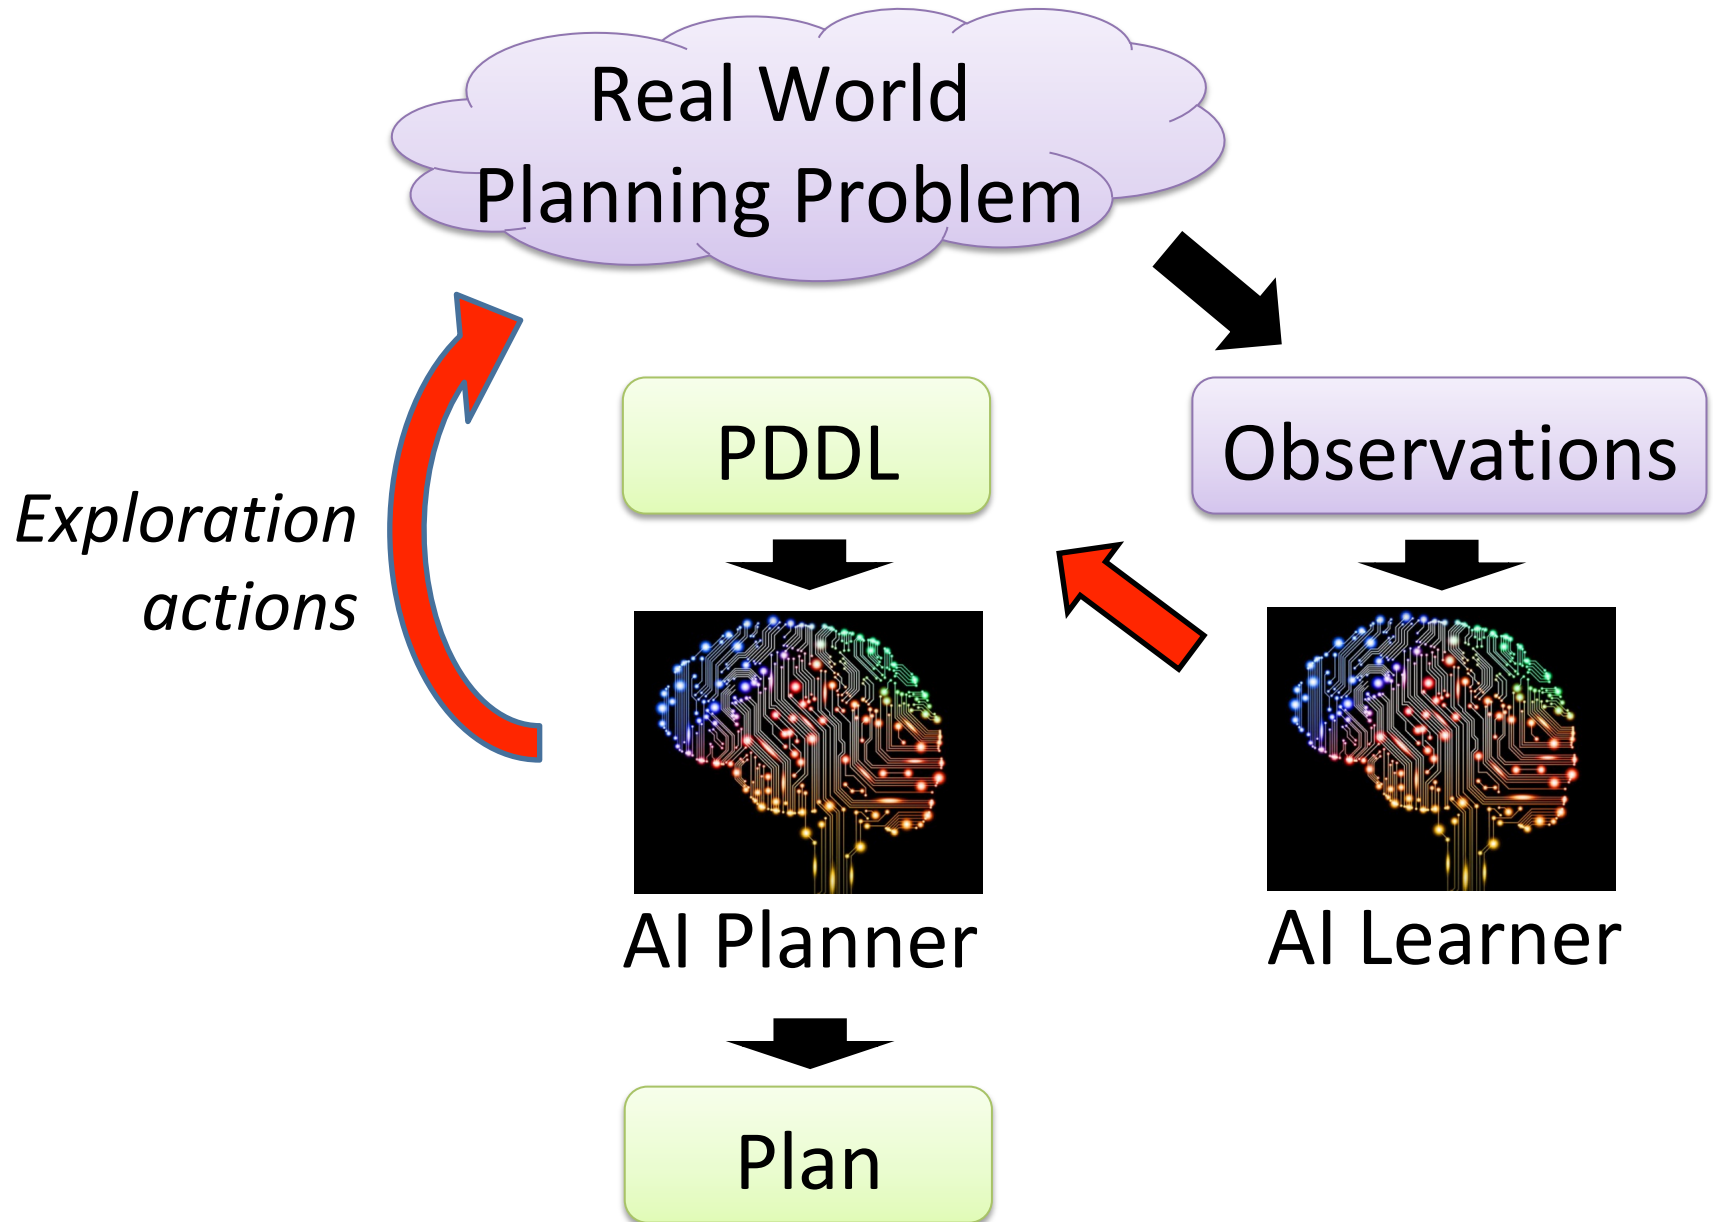 Real World
Planning Problem
PDDL
Observations
Exploration
actions
AI Planner
AI Learner
Plan